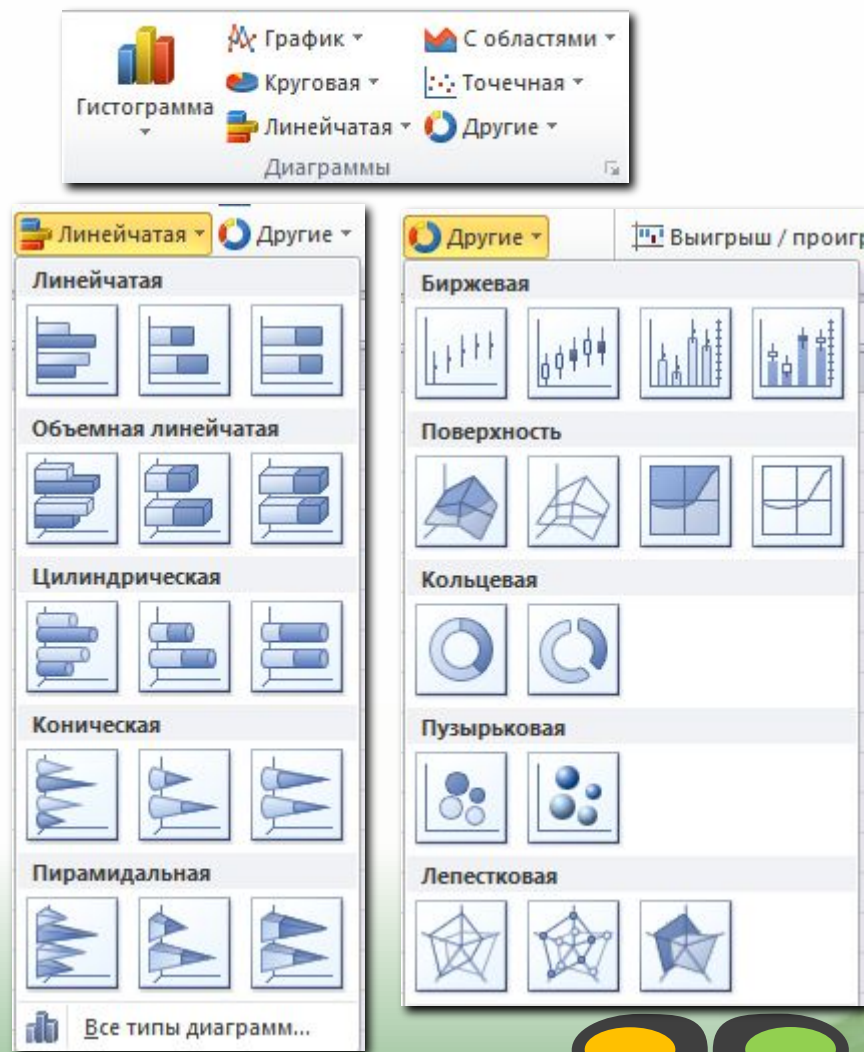 График
С областями
Круговая
Точечная
Гистограмма
Линейчатая
Другие
Диаграммы
Линейчатая
Другие
Линейчатая
Объемная линейчатая
Цилиндрическая
Коническая
Пирамидальная
Все типы диаграмм...
Другие
Выигрыш / проигр
Биржевая
Поверхность
Кольцевая
Пузырьковая
Лепестковая